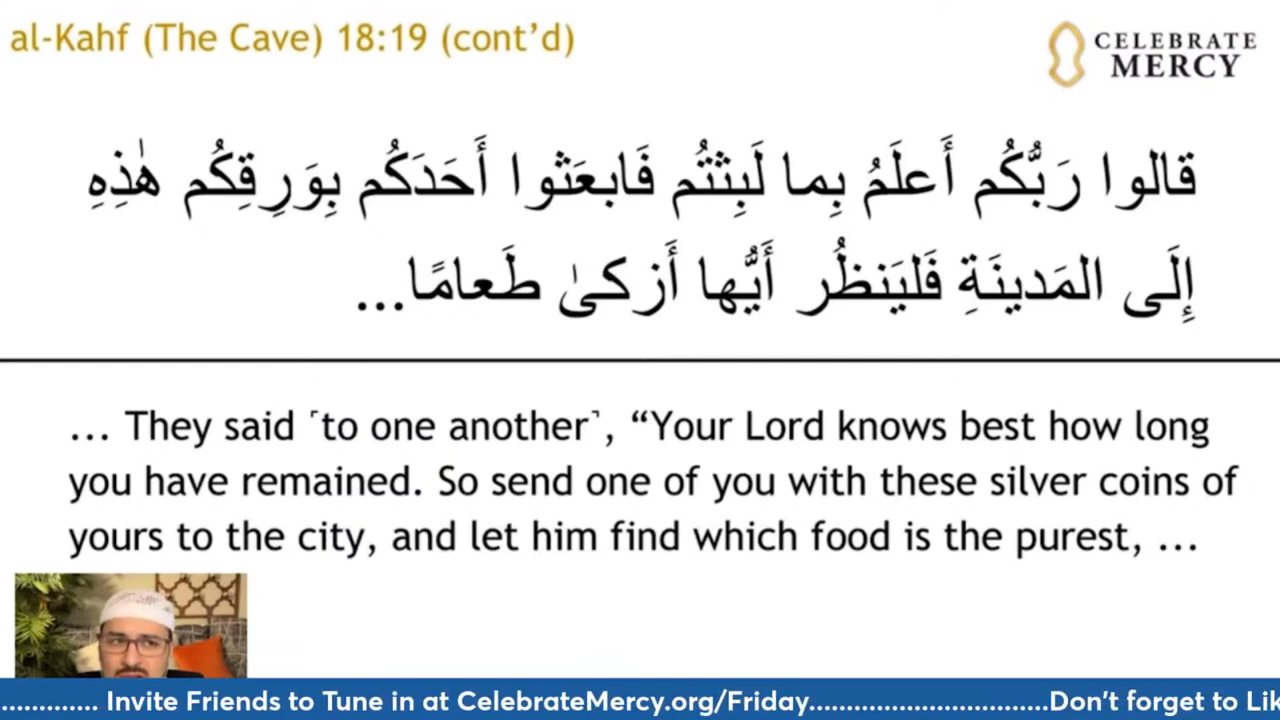 al-Kahf (The Cave) 18:19 (cont’d)
CELEBRATE
MERCY
قالوا رَبُّكُم أَعلَمُ بِما لَبِثتُم فَابعَثوا أَحَدَكُم بِوَرِقِكُم هٰذِهِ
إِلَى المَدينَةِ فَليَنظُر أَيُّها أَزكىٰ طَعامًا...
... They said ˹to one another˺, “Your Lord knows best how long
you have remained. So send one of you with these silver coins of
yours to the city, and let him find which food is the purest, ...
............. Invite Friends to Tune in at CelebrateMercy.org/Friday..................................Don’t forget to Lik